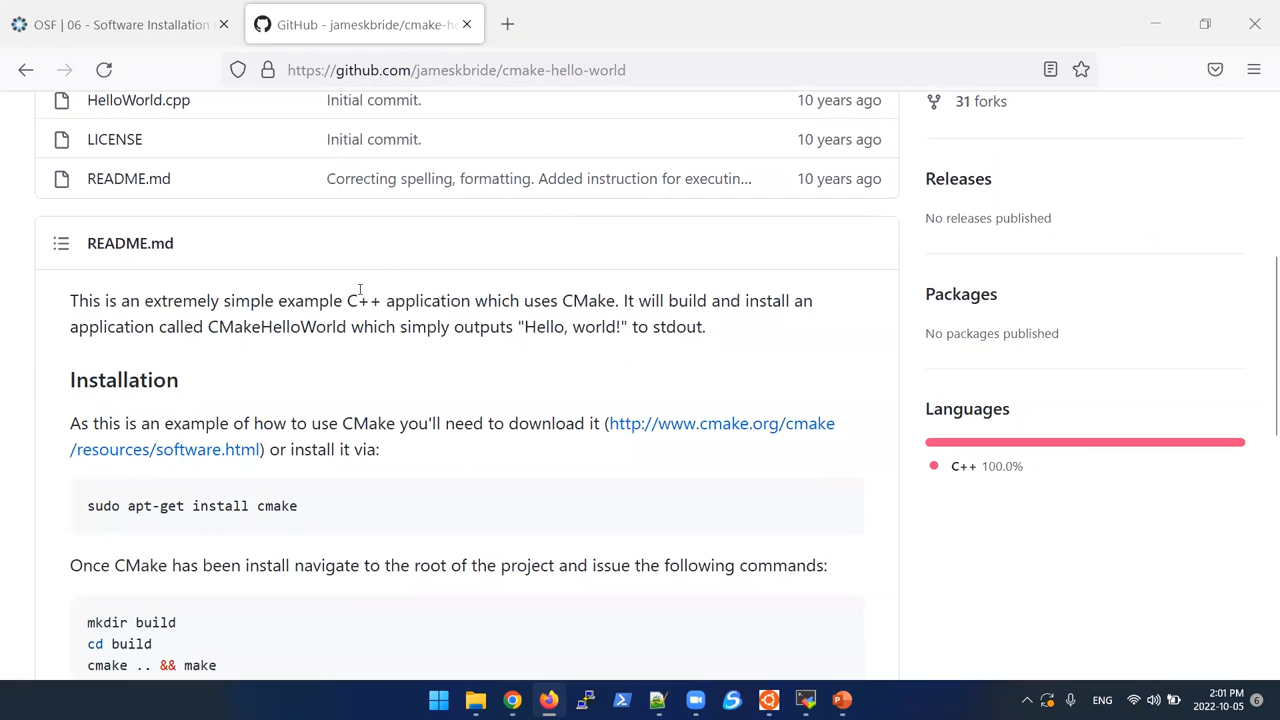 OSF | 06 - Software Installation
GitHub - jameskbride/cmake-he
https://github.com/jameskbride/cmake-hello-world
HelloWorld.cpp Initial commit. 10 years ago
31 forks
LICENSE Initial commit. 10 years ago
README.md Correcting spelling, formatting. Added instruction for executin... 10 years ago
Releases
No releases published
README.md
This is an extremely simple example C++ application which uses CMake. It will build and install an
application called CMakeHelloWorld which simply outputs "Hello, world!" to stdout.
Packages
No packages published
Installation
Languages
As this is an example of how to use CMake you'll need to download it (http://www.cmake.org/cmake
/resources/software.html) or install it via:
C++ 100.0%
sudo apt-get install cmake
Once CMake has been install navigate to the root of the project and issue the following commands:
mkdir build
cd build
cmake .. && make
ENG
2:01 PM
2022-10-05
6